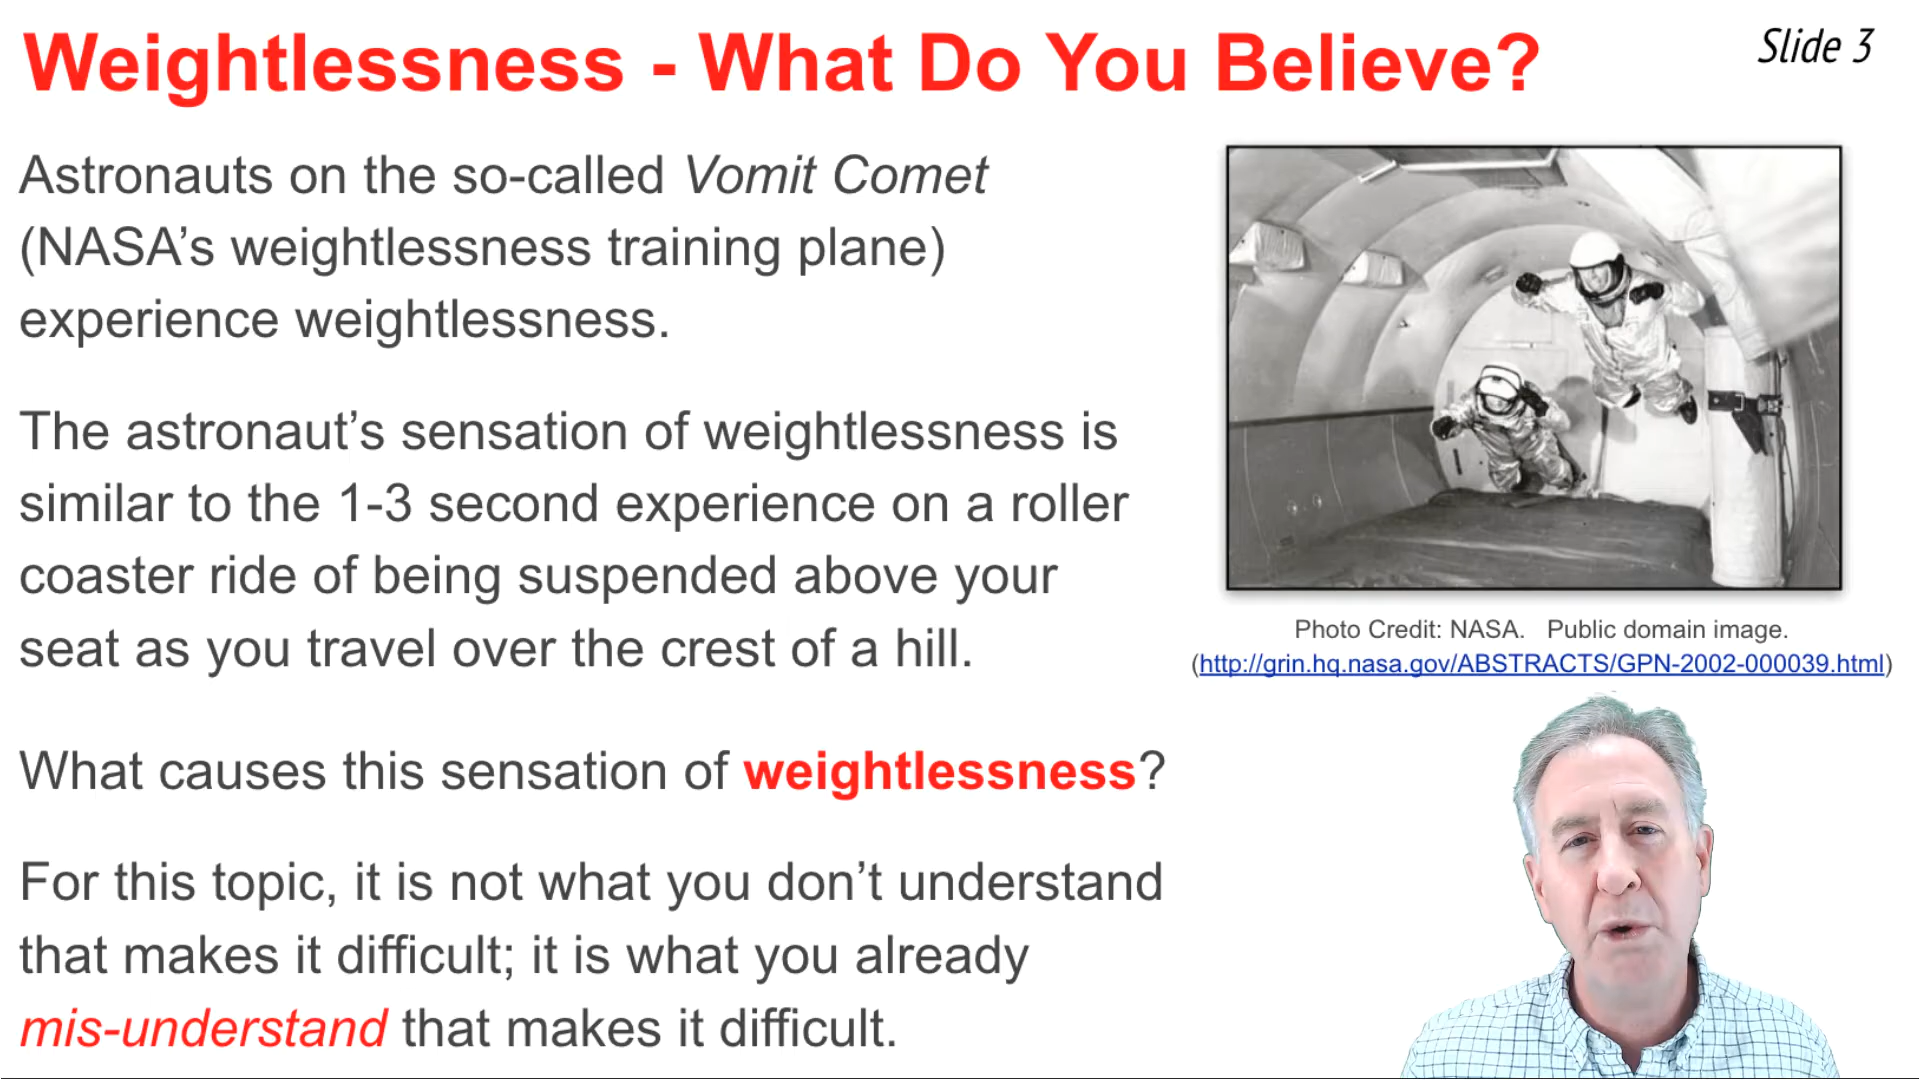 Weightlessness - What Do You Believe?
Slide 3
Astronauts on the so-called Vomit Comet
(NASA’s weightlessness training plane)
experience weightlessness.
The astronaut’s sensation of weightlessness is
similar to the 1-3 second experience on a roller
coaster ride of being suspended above your
seat as you travel over the crest of a hill.
What causes this sensation of weightlessness?
For this topic, it is not what you don’t understand
that makes it difficult; it is what you already
mis-understand that makes it difficult.
Photo Credit: NASA. Public domain image.
(http://grin.hq.nasa.gov/ABSTRACTS/GPN-2002-000039.html)